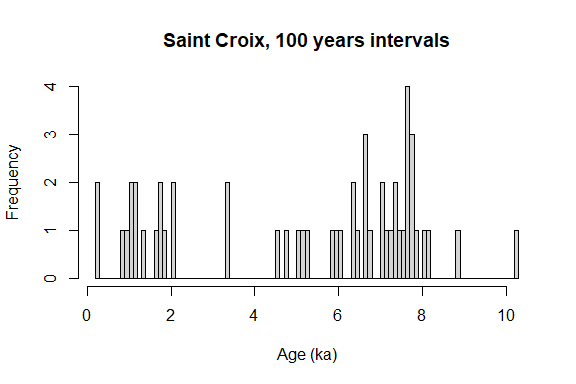 Saint Croix, 100 years intervals
Frequency
4
3
2
1
0
0 2 4 6 8 10
Age (ka)